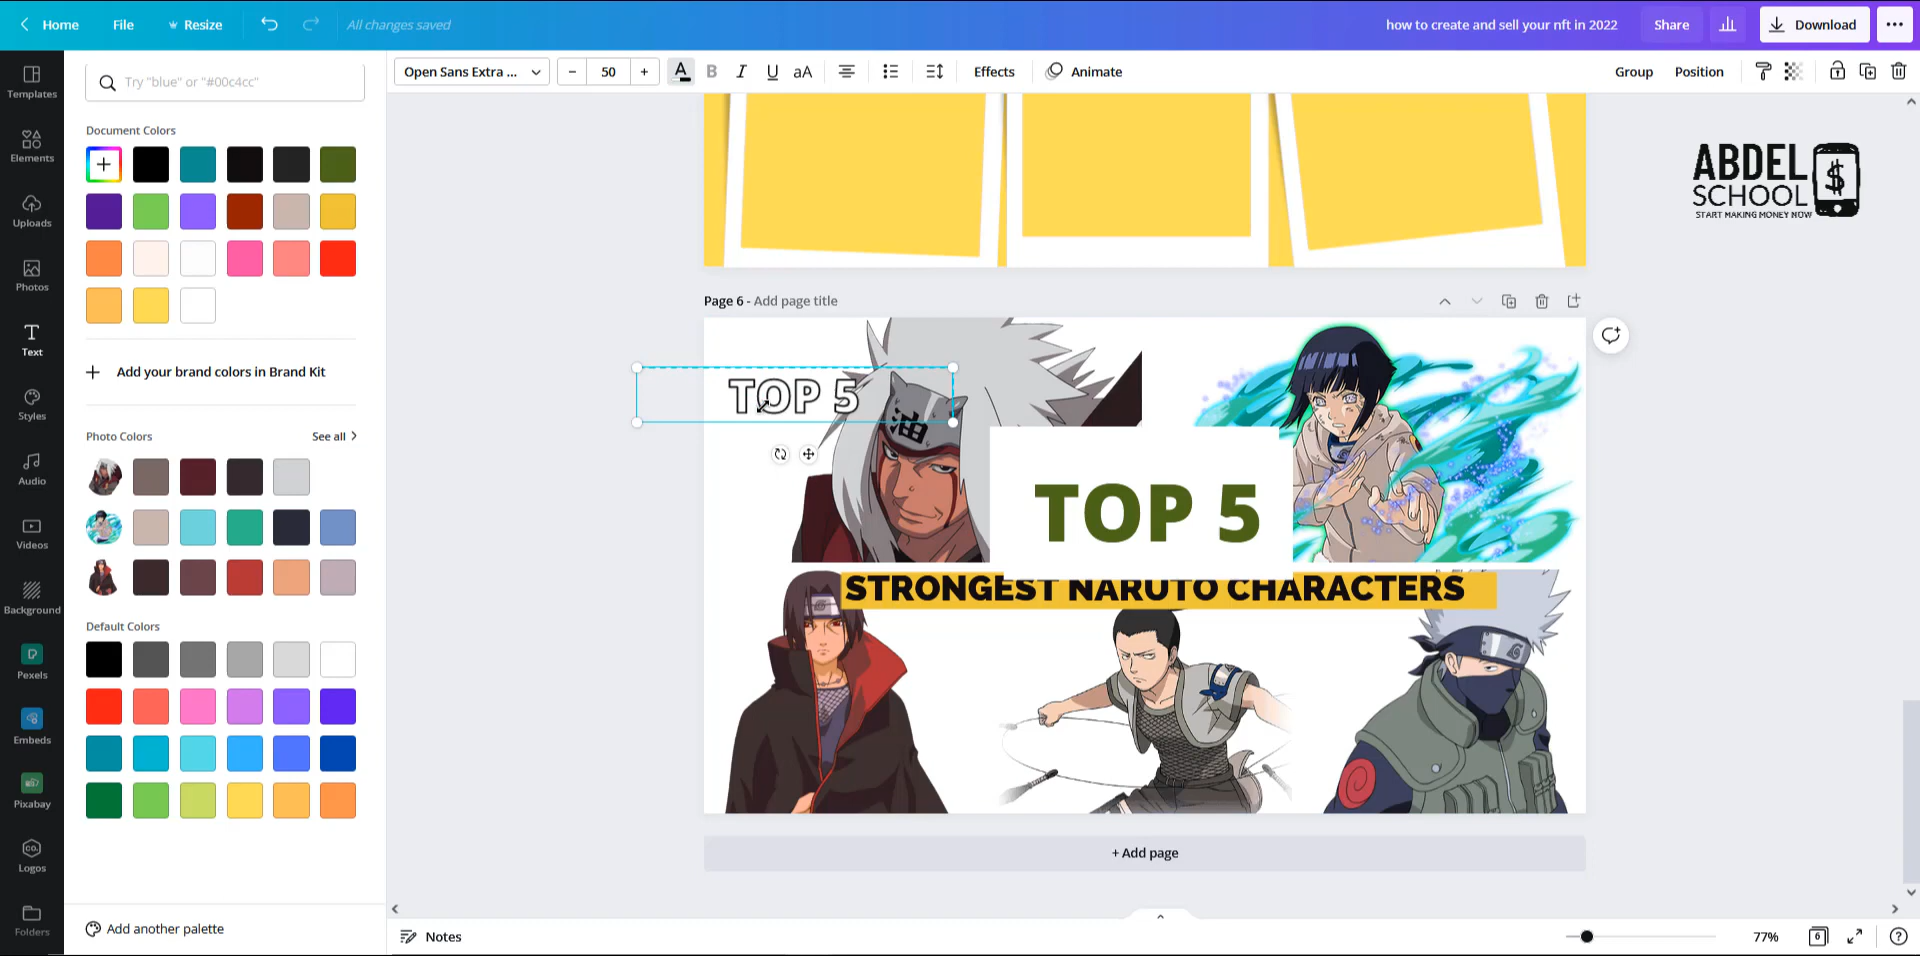 Home File Resize All changes saved how to create and sell your nft in 2022 Share Download
Open Sans Extra ... 50 A B I U aA Effects Animate Group Position
Templates
Elements
Uploads
Photos
Text
Styles
Audio
Videos
Background
Pexels
Embeds
Pixabay
Logos
Folders
Try "blue" or "#00c4cc"
Document Colors
Add your brand colors in Brand Kit
Photo Colors See all
Default Colors
Add another palette
ABDEL
SCHOOL
START MAKING MONEY NOW
$
Page 6 - Add page title
TOP 5
油
TOP 5
STRONGEST NARUTO CHARACTERS
+ Add page
Notes 77% 6 ?